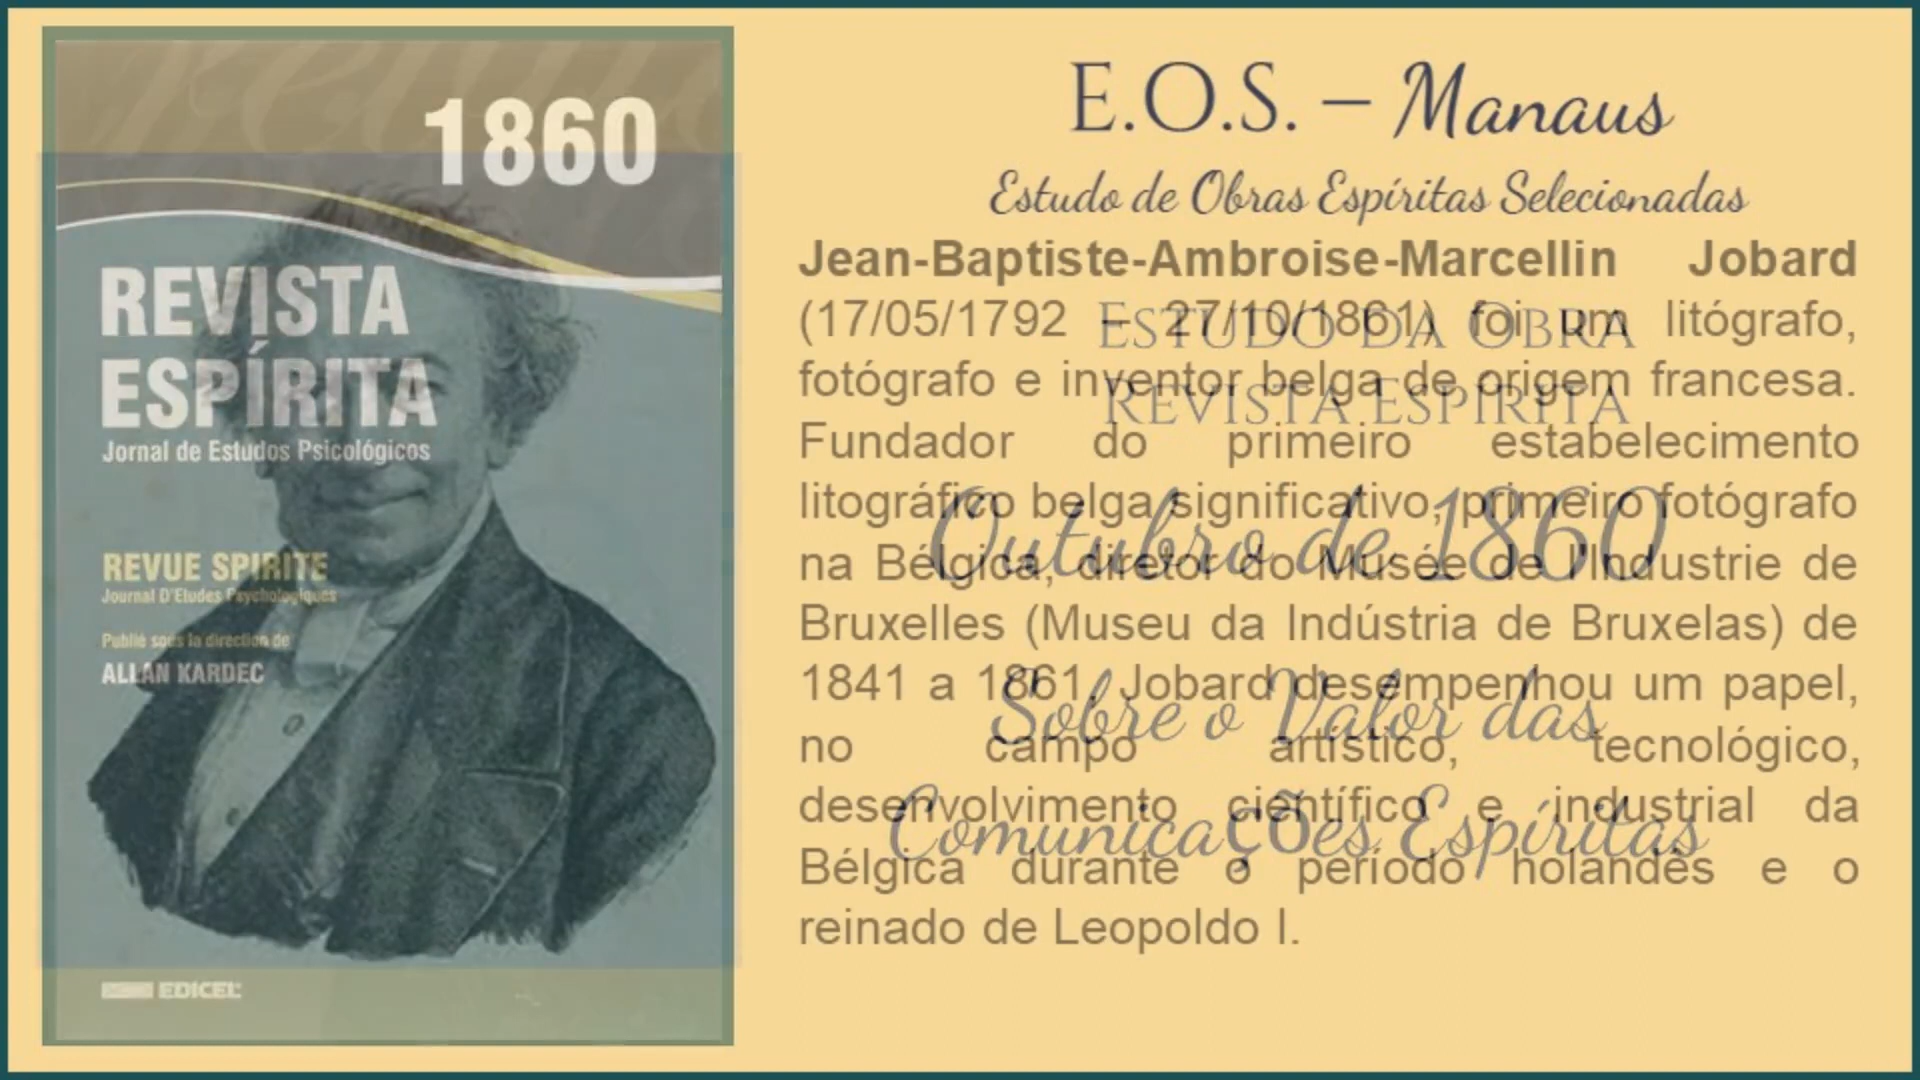 1860
REVISTA
ESPÍRITA
Jornal de Estudos Psicológicos
REVUE SPIRITE
Journal D'Etudes Psychologiques
Publié sous la direction de
ALLAN KARDEC
EDICEL
E.O.S. – Manaus
Estudo de Obras Espíritas Selecionadas
Jean-Baptiste-Ambroise-Marcellin Jobard
(17/05/1792 – 27/10/1861) foi um litógrafo,
fotógrafo e inventor belga de origem francesa.
Fundador do primeiro estabelecimento
litográfico belga significativo, primeiro fotógrafo
na Bélgica, diretor do Musée de l'Industrie de
Bruxelles (Museu da Indústria de Bruxelas) de
1841 a 1861. Jobard desempenhou um papel,
no campo artístico, tecnológico,
desenvolvimento científico e industrial da
Bélgica durante o período holandês e o
reinado de Leopoldo I.
ESTUDO DA OBRA
REVISTA ESPÍRITA
Outubro de 1860
Sobre o Valor das
Comunicações Espíritas